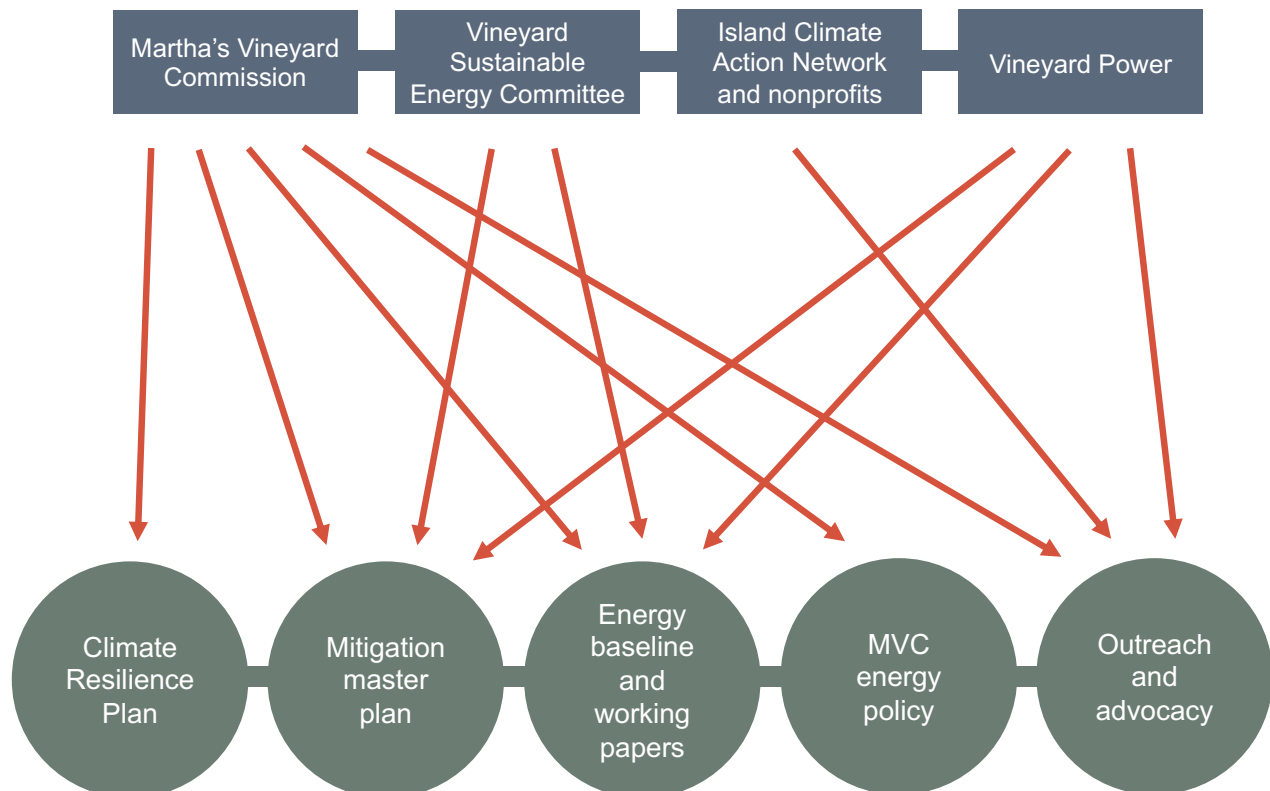 Martha’s Vineyard
Commission
Vineyard
Sustainable
Energy Committee
Island Climate
Action Network
and nonprofits
Vineyard Power
Climate
Resilience
Plan
Mitigation
master
plan
Energy
baseline
and
working
papers
MVC
energy
policy
Outreach
and
advocacy